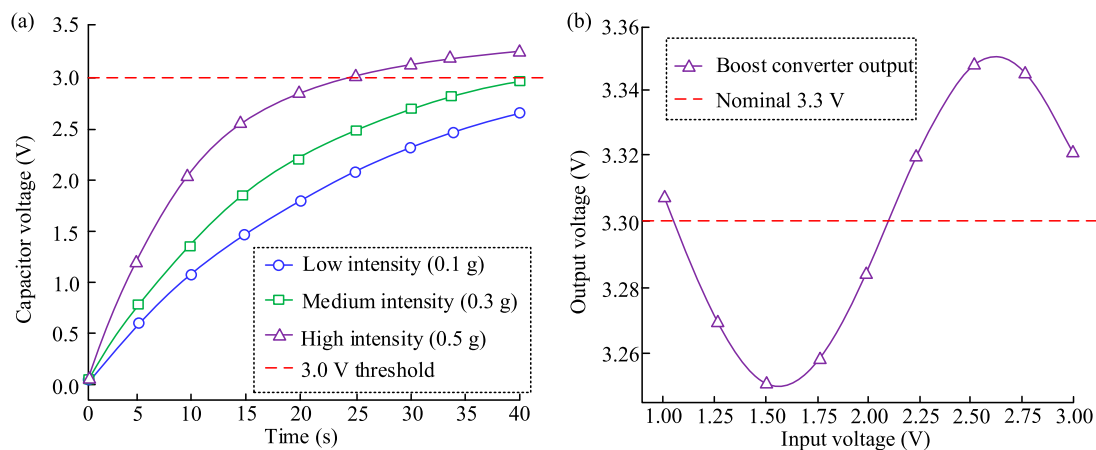 (a)
3.5
3.0
2.5
2.0
1.5
1.0
0.5
0.0
Capacitor voltage (V)
Low intensity (0.1 g)
Medium intensity (0.3 g)
High intensity (0.5 g)
3.0 V threshold
0 5 10 15 20 25 30 35 40
Time (s)
(b)
3.36
3.34
3.32
3.30
3.28
3.26
Output voltage (V)
Boost converter output
Nominal 3.3 V
1.00 1.25 1.50 1.75 2.00 2.25 2.50 2.75 3.00
Input voltage (V)